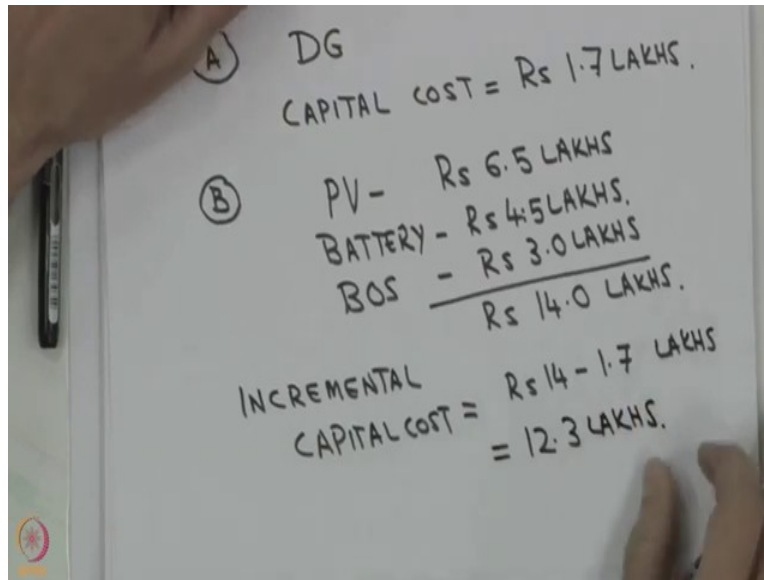 A DG
CAPITAL COST = Rs 1.7 LAKHS.
B PV - Rs 6.5 LAKHS
BATTERY - Rs 4.5 LAKHS.
BOS - Rs 3.0 LAKHS
Rs 14.0 LAKHS.
INCREMENTAL
CAPITAL COST = Rs 14 - 1.7 LAKHS
= 12.3 LAKHS.